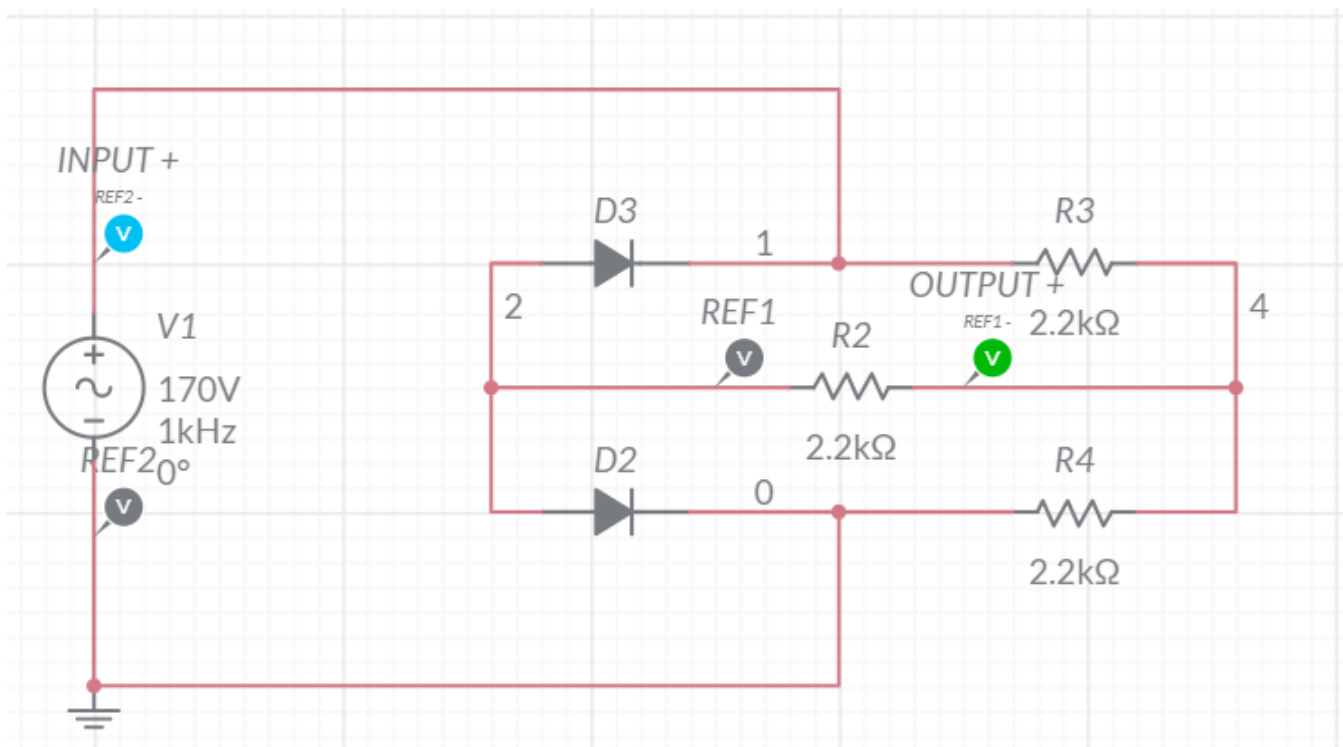 INPUT +
REF2 -
V
D3
1
R3
2
REF1
OUTPUT +
REF1 -
2.2kΩ
4
V1
R2
V
V
170V
1kHz
REF2
0°
2.2kΩ
D2
R4
V
0
2.2kΩ